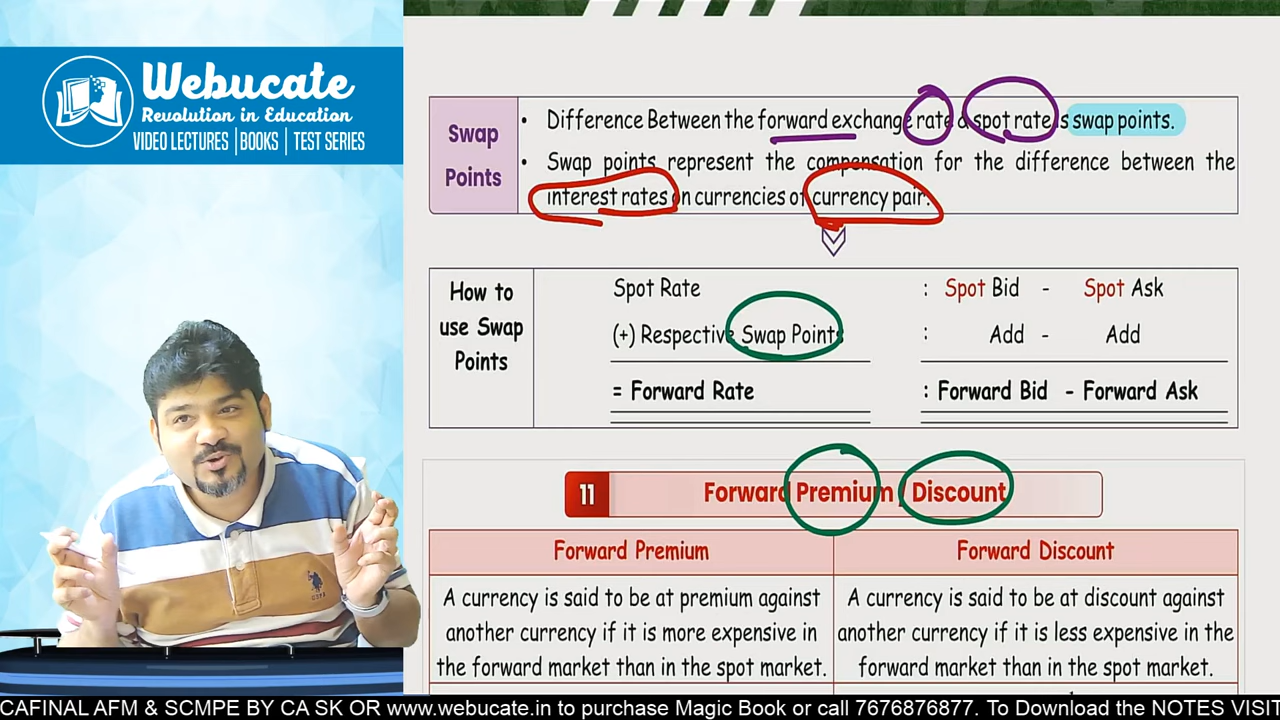 Webucate
Revolution in Education
VIDEO LECTURES | BOOKS | TEST SERIES
Swap Points
• Difference Between the forward exchange rate & spot rate is swap points.
• Swap points represent the compensation for the difference between the
interest rates on currencies of currency pair.
How to use Swap Points
Spot Rate : Spot Bid - Spot Ask
(+) Respective Swap Points : Add - Add
= Forward Rate : Forward Bid - Forward Ask
11 Forward Premium / Discount
Forward Premium
A currency is said to be at premium against
another currency if it is more expensive in
the forward market than in the spot market.
Forward Discount
A currency is said to be at discount against
another currency if it is less expensive in the
forward market than in the spot market.
CAFINAL AFM & SCMPE BY CA SK OR www.webucate.in to purchase Magic Book or call 7676876877. To Download the NOTES VISIT